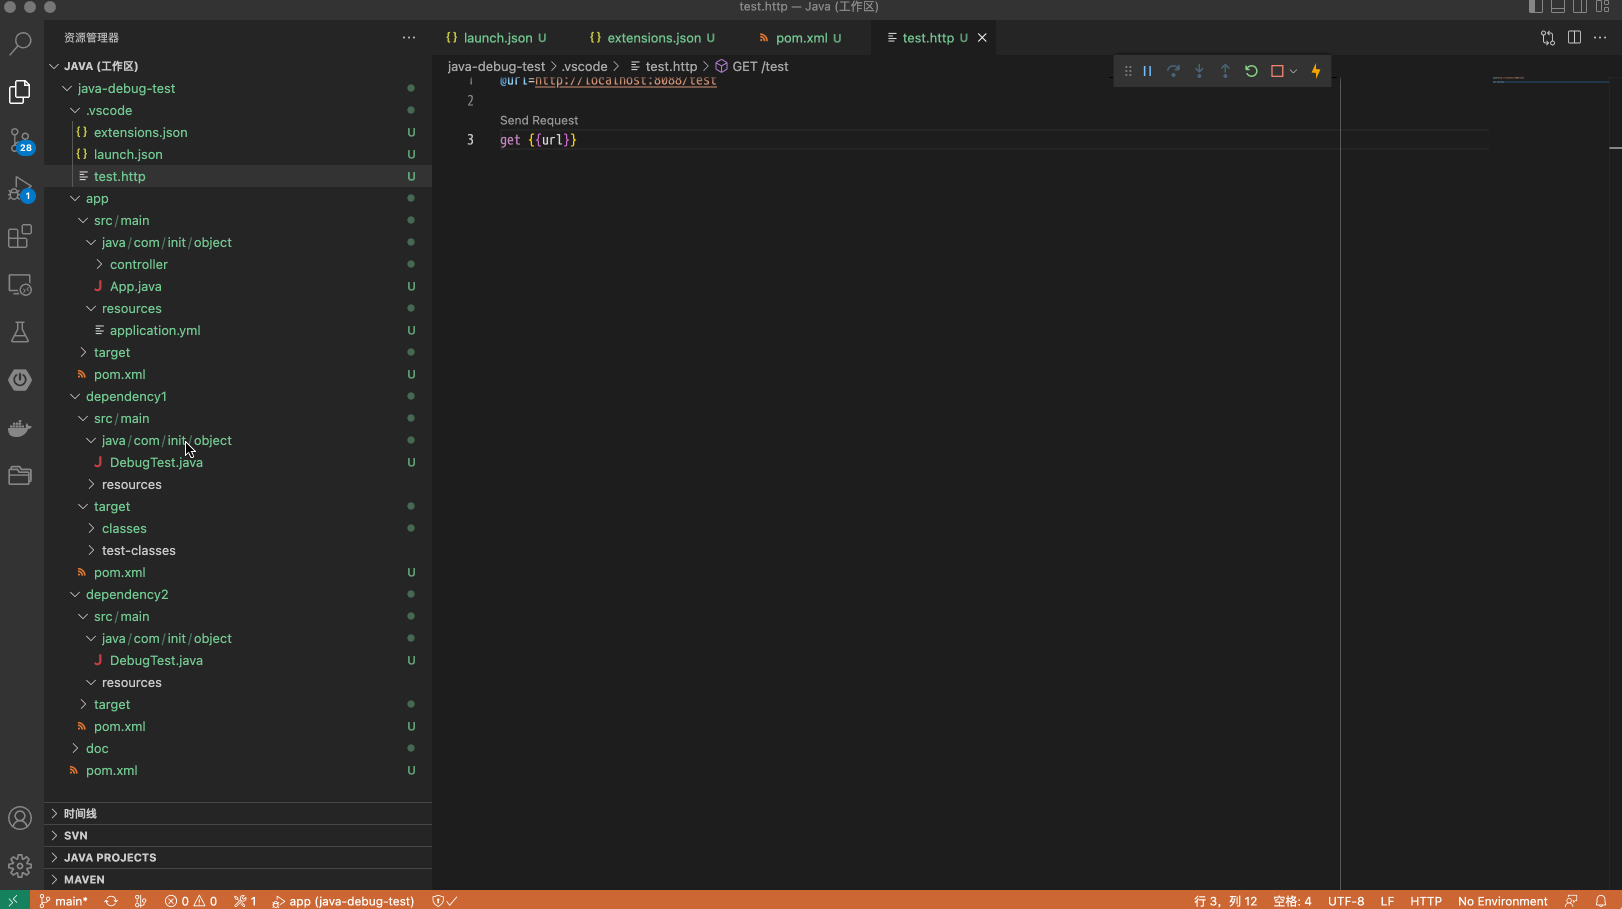 test.http — Java (工作区)
资源管理器
launch.json U
extensions.json U
pom.xml U
test.http U
JAVA (工作区)
java-debug-test
.vscode
extensions.json U
launch.json U
test.http U
app
src/main
java/com/init/object
controller
App.java U
resources
application.yml U
target
pom.xml U
dependency1
src/main
java/com/init/object
DebugTest.java U
resources
target
classes
test-classes
pom.xml U
dependency2
src/main
java/com/init/object
DebugTest.java U
resources
target
pom.xml U
doc
pom.xml U
时间线
SVN
JAVA PROJECTS
MAVEN
28
1
java-debug-test > .vscode > test.http > GET /test
1 @url=http://localhost:8088/test
2
Send Request
3 get {{url}}
main* 0 0 1 app (java-debug-test) 行 3，列 12 空格: 4 UTF-8 LF HTTP No Environment